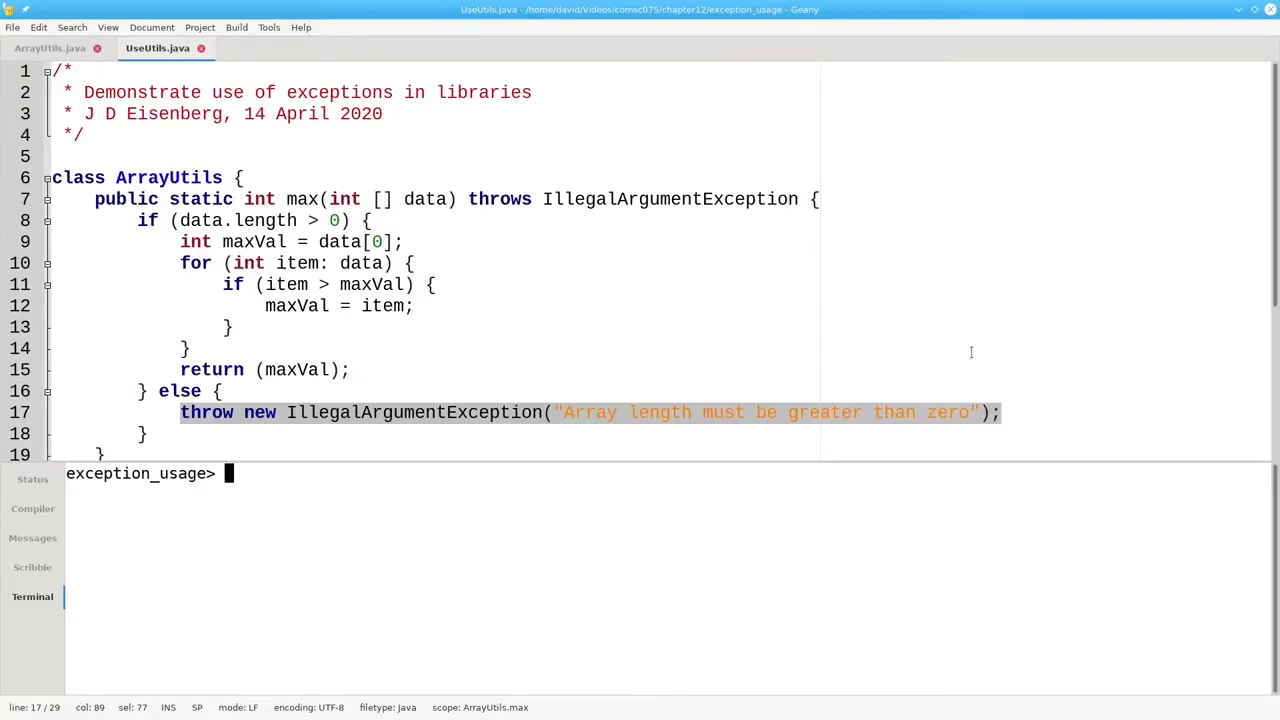 UseUtils.java - /home/david/Videos/comsc075/chapter12/exception_usage - Geany
File Edit Search View Document Project Build Tools Help
ArrayUtils.java UseUtils.java
1 /*
2 * Demonstrate use of exceptions in libraries
3 * J D Eisenberg, 14 April 2020
4 */
5
6 class ArrayUtils {
7 public static int max(int [] data) throws IllegalArgumentException {
8 if (data.length > 0) {
9 int maxVal = data[0];
10 for (int item: data) {
11 if (item > maxVal) {
12 maxVal = item;
13 }
14 }
15 return (maxVal);
16 } else {
17 throw new IllegalArgumentException("Array length must be greater than zero");
18 }
19 }
Status
Compiler
Messages
Scribble
Terminal
exception_usage>
line: 17 / 29 col: 89 sel: 77 INS SP mode: LF encoding: UTF-8 filetype: Java scope: ArrayUtils.max